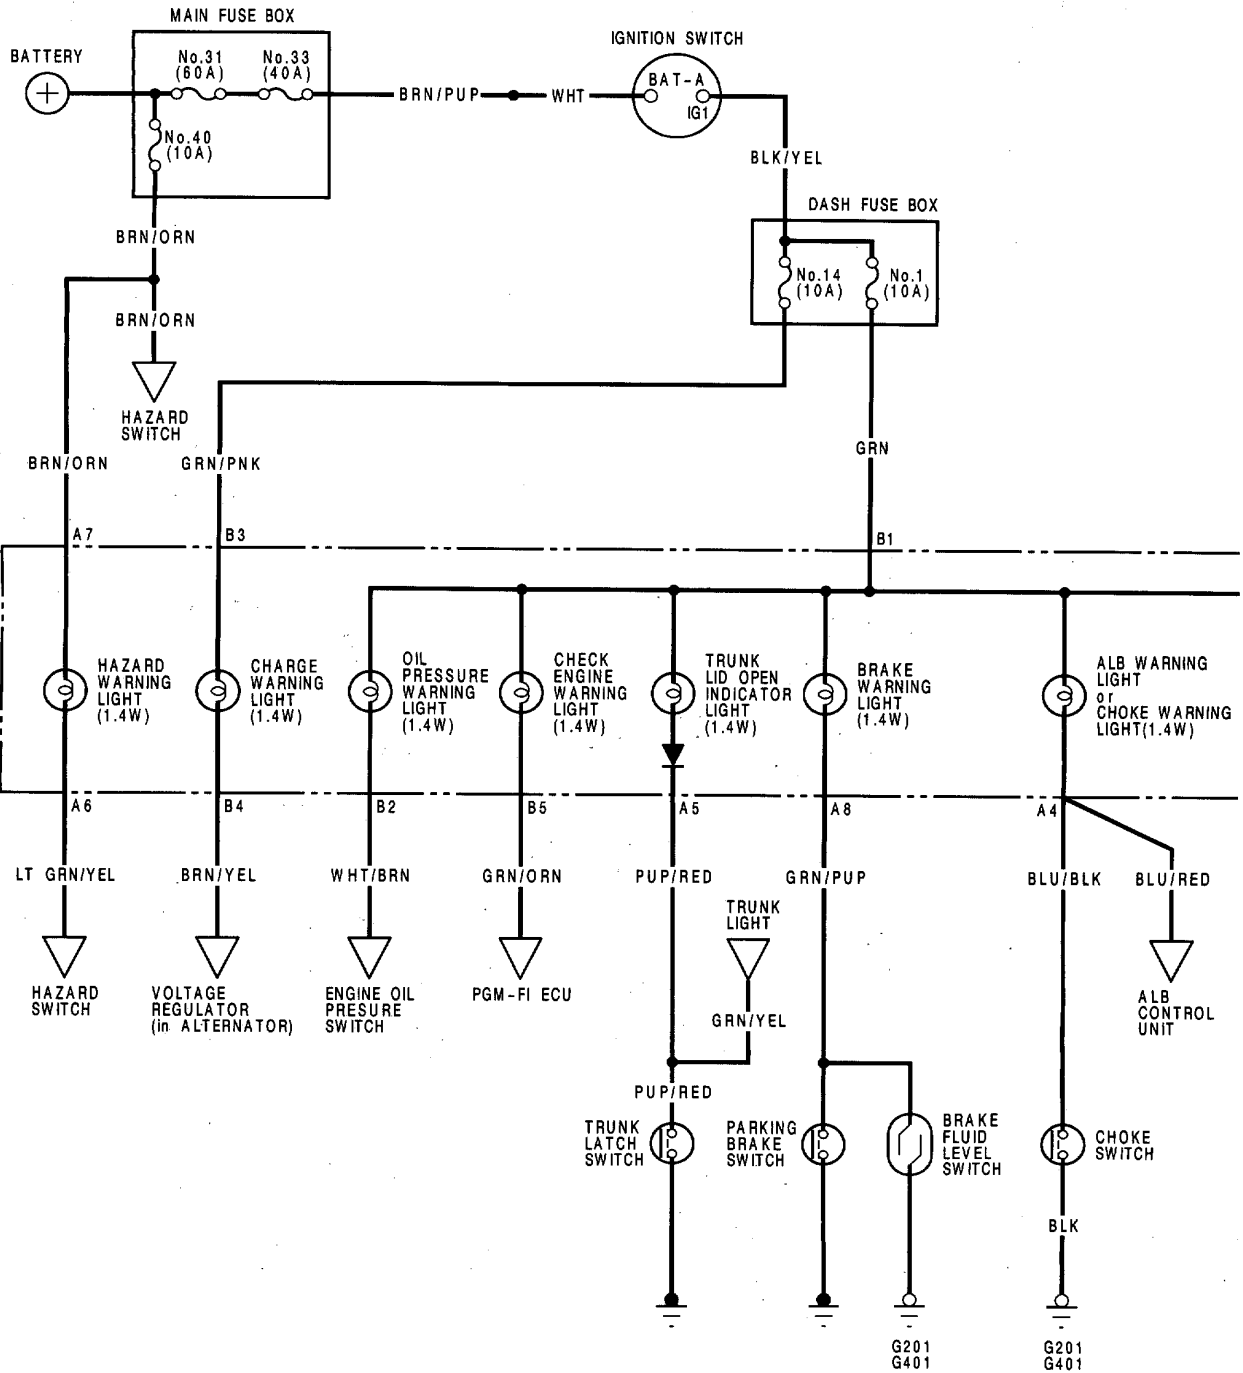 MAIN FUSE BOX
BATTERY
No.31
(60A)
No.33
(40A)
IGNITION SWITCH
BRN/PUP
WHT
BAT-A
IG1
No.40
(10A)
BLK/YEL
DASH FUSE BOX
BRN/ORN
No.14
(10A)
No.1
(10A)
BRN/ORN
HAZARD
SWITCH
BRN/ORN
GRN/PNK
GRN
A7
B3
B1
HAZARD
WARNING
LIGHT
(1.4W)
CHARGE
WARNING
LIGHT
(1.4W)
OIL
PRESSURE
WARNING
LIGHT
(1.4W)
CHECK
ENGINE
WARNING
LIGHT
(1.4W)
TRUNK
LID OPEN
INDICATOR
LIGHT
(1.4W)
BRAKE
WARNING
LIGHT
(1.4W)
ALB WARNING
LIGHT
or
CHOKE WARNING
LIGHT(1.4W)
A6
B4
B2
B5
A5
A8
A4
LT GRN/YEL
BRN/YEL
WHT/BRN
GRN/ORN
PUP/RED
GRN/PUP
BLU/BLK
BLU/RED
TRUNK
LIGHT
HAZARD
SWITCH
VOLTAGE
REGULATOR
(in ALTERNATOR)
ENGINE OIL
PRESURE
SWITCH
PGM-FI ECU
ALB
CONTROL
UNIT
GRN/YEL
PUP/RED
TRUNK
LATCH
SWITCH
PARKING
BRAKE
SWITCH
BRAKE
FLUID
LEVEL
SWITCH
CHOKE
SWITCH
BLK
G201
G401
G201
G401